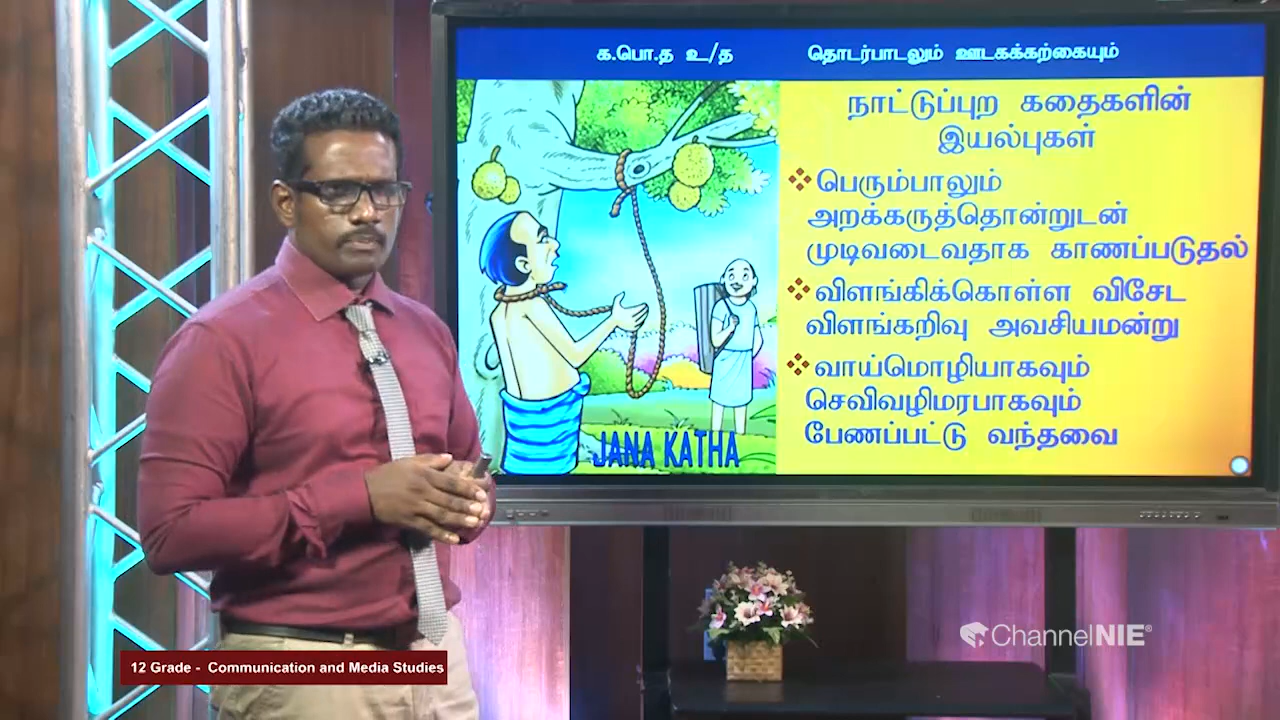 க.பொ.த உ/த தொடர்பாடலும் ஊடகக்கற்கையும்
நாட்டுப்புற கதைகளின்
இயல்புகள்
❖பெரும்பாலும்
அறக்கருத்தொன்றுடன்
முடிவடைவதாக காணப்படுதல்
❖விளங்கிக்கொள்ள விசேட
விளங்கறிவு அவசியமன்று
❖வாய்மொழியாகவும்
செவிவழிமரபாகவும்
பேணப்பட்டு வந்தவை
JANA KATHA
ChannelNIE®
12 Grade - Communication and Media Studies